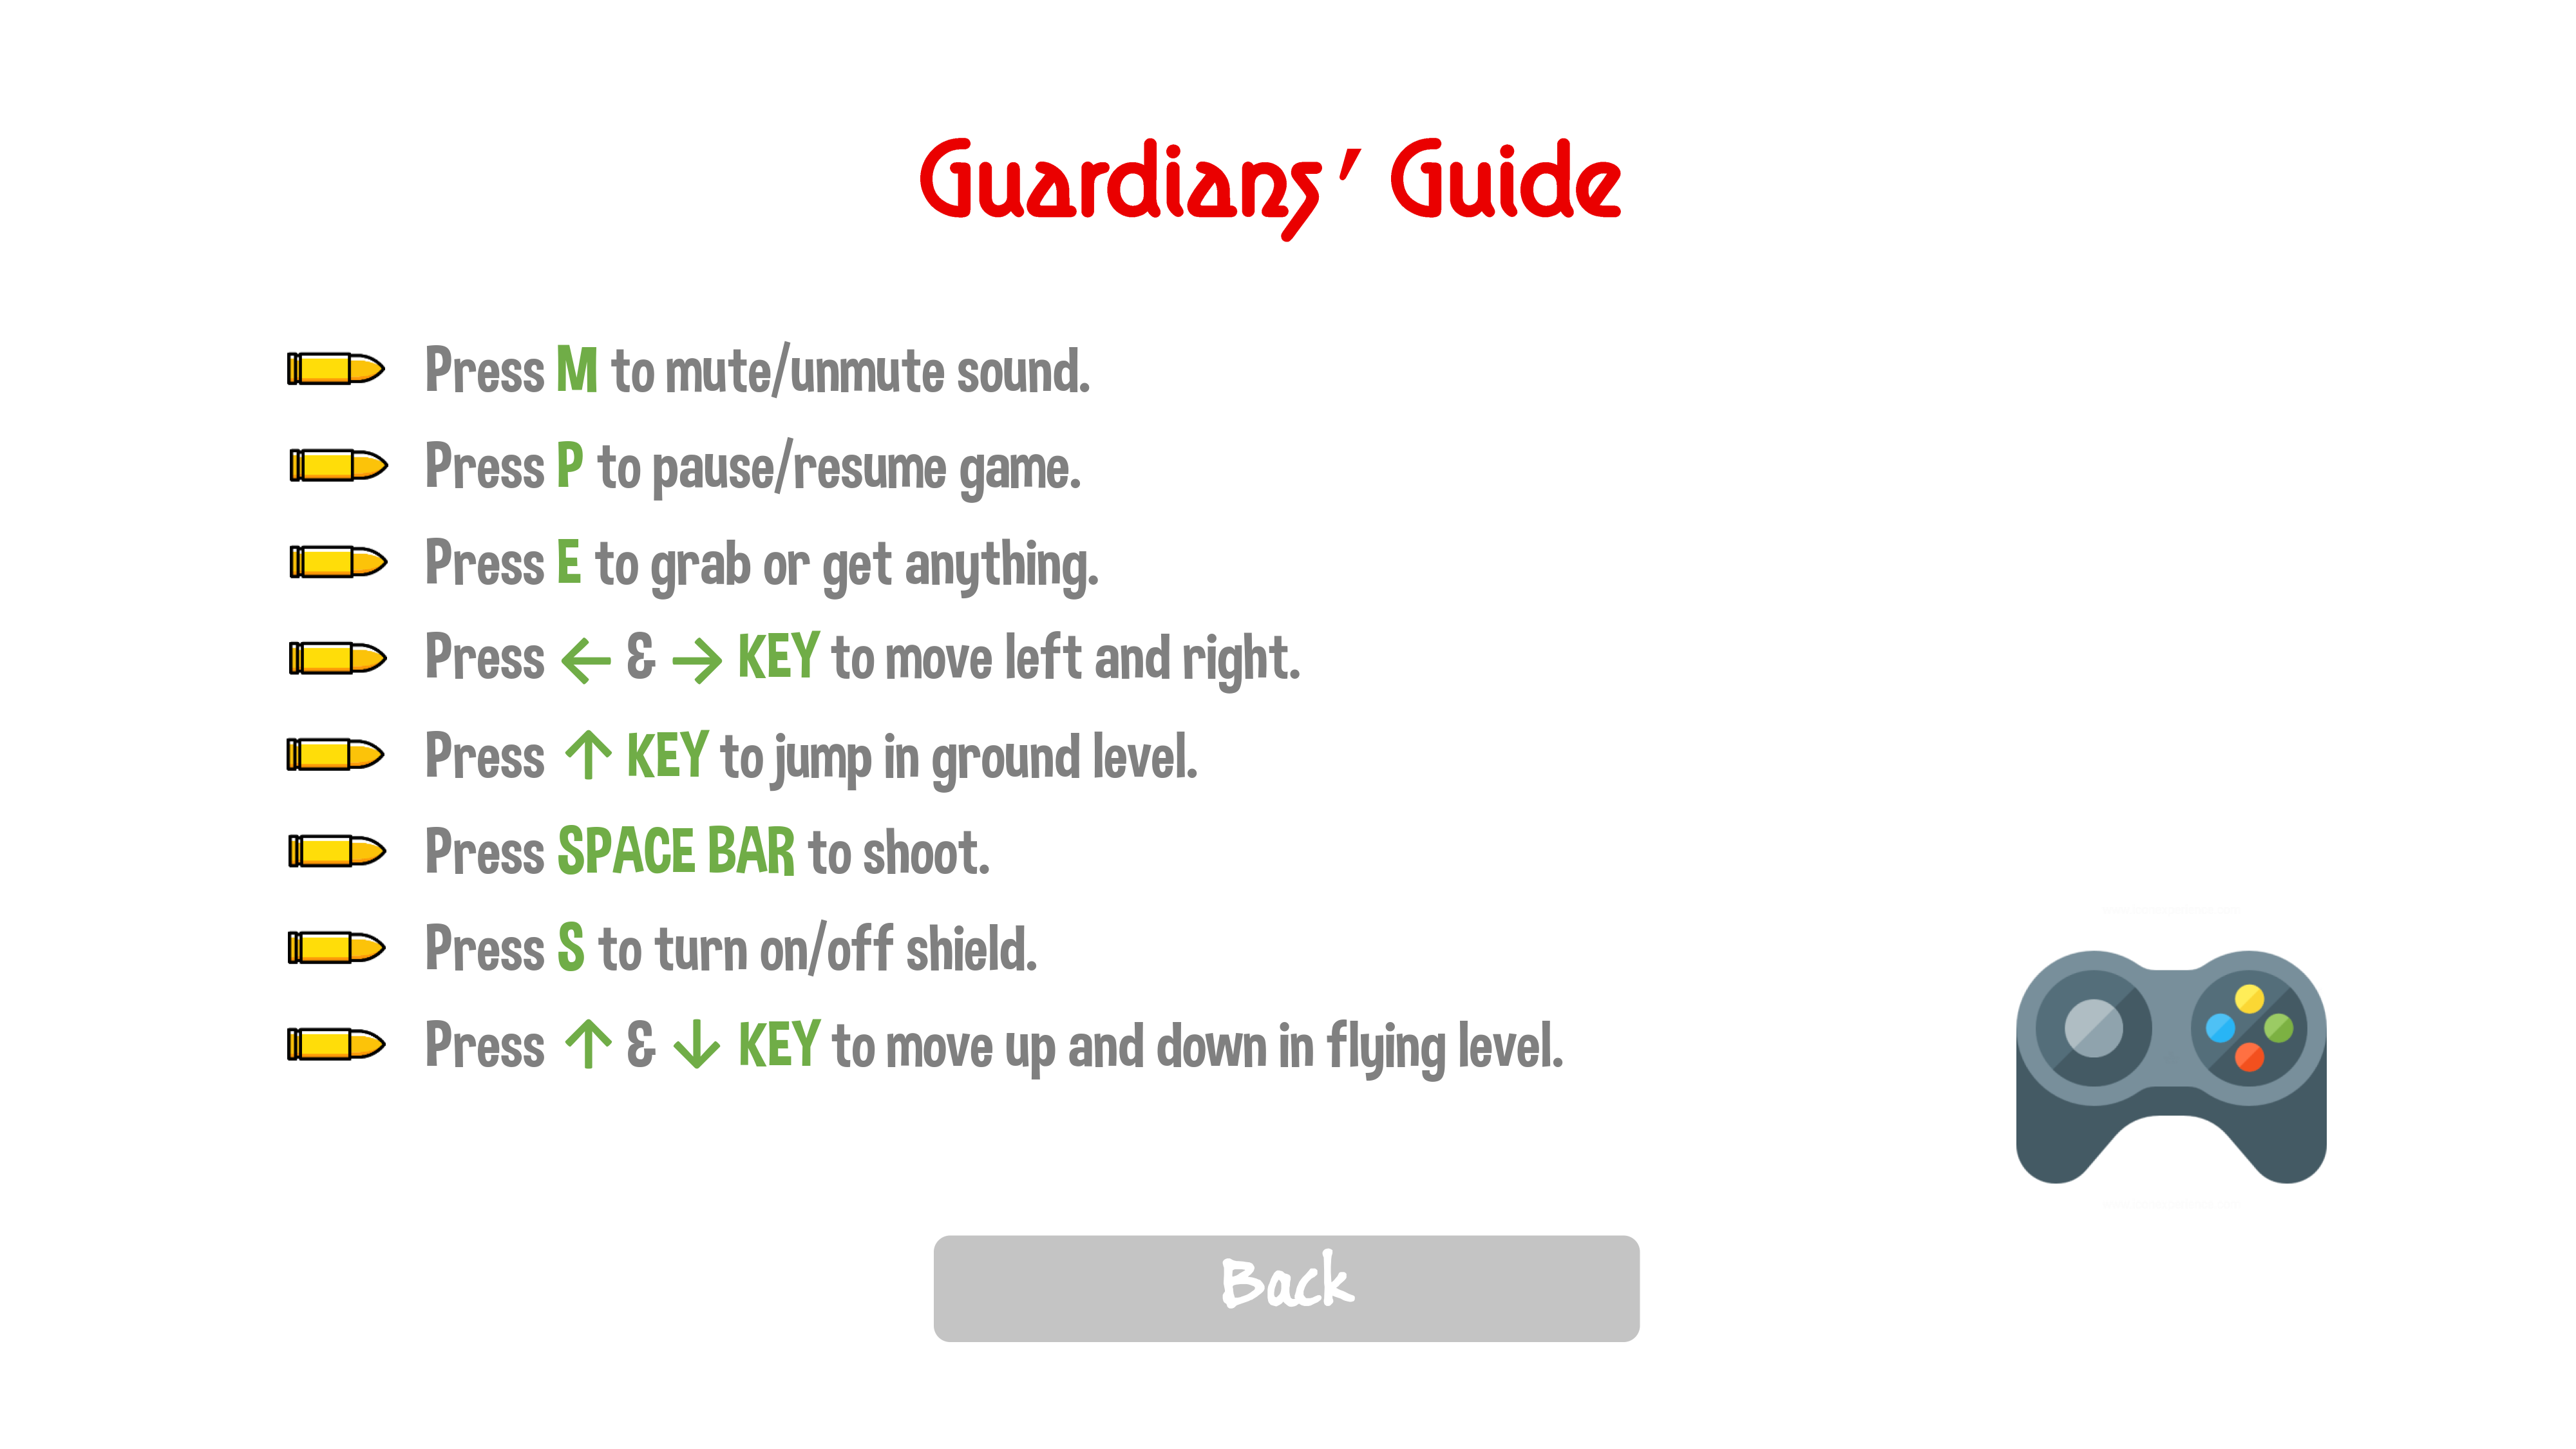 Guardians' Guide
Press M to mute/unmute sound.
Press P to pause/resume game.
Press E to grab or get anything.
Press ← & → KEY to move left and right.
Press ↑ KEY to jump in ground level.
Press SPACE BAR to shoot.
Press S to turn on/off shield.
Press ↑ & ↓ KEY to move up and down in flying level.
Back